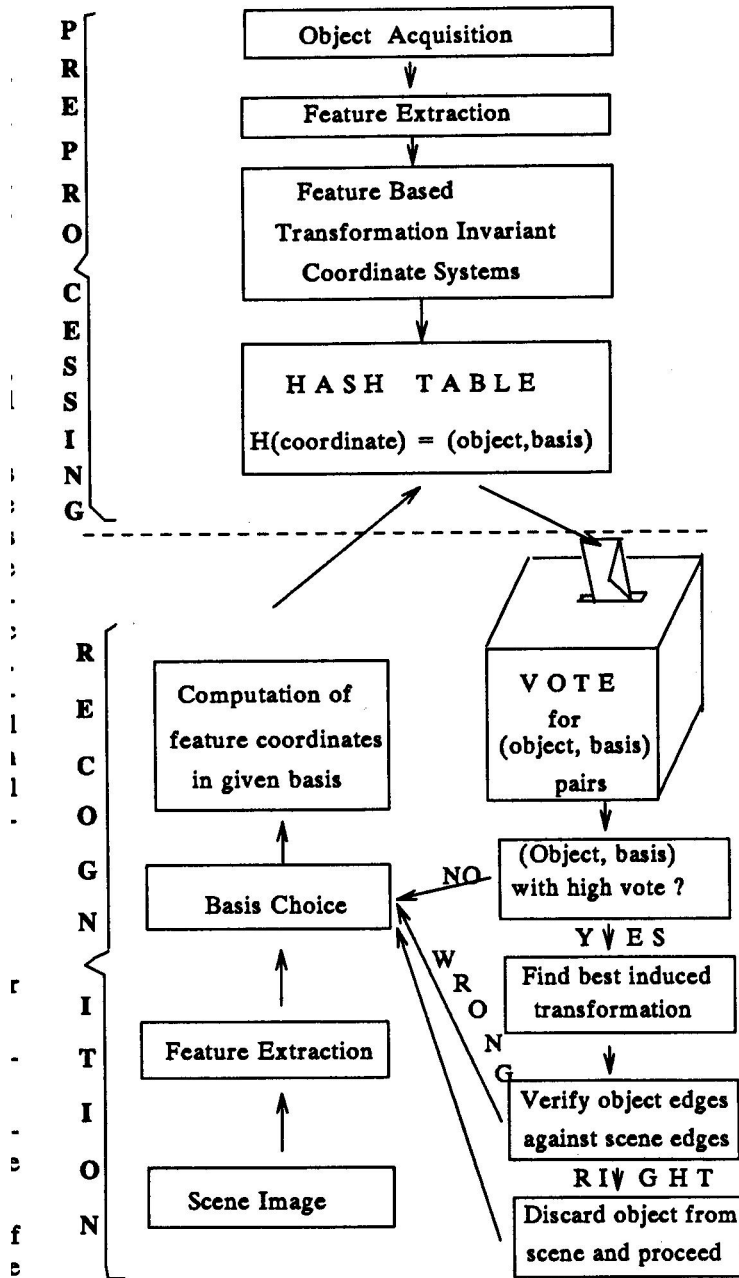 PREPROCESSING
Object Acquisition
Feature Extraction
Feature Based
Transformation Invariant
Coordinate Systems
HASH TABLE
H(coordinate) = (object,basis)
RECOGNITION
Computation of
feature coordinates
in given basis
Basis Choice
Feature Extraction
Scene Image
VOTE
for
(object, basis)
pairs
(Object, basis)
with high vote ?
NO
YES
Find best induced
transformation
WRONG
Verify object edges
against scene edges
RIGHT
Discard object from
scene and proceed